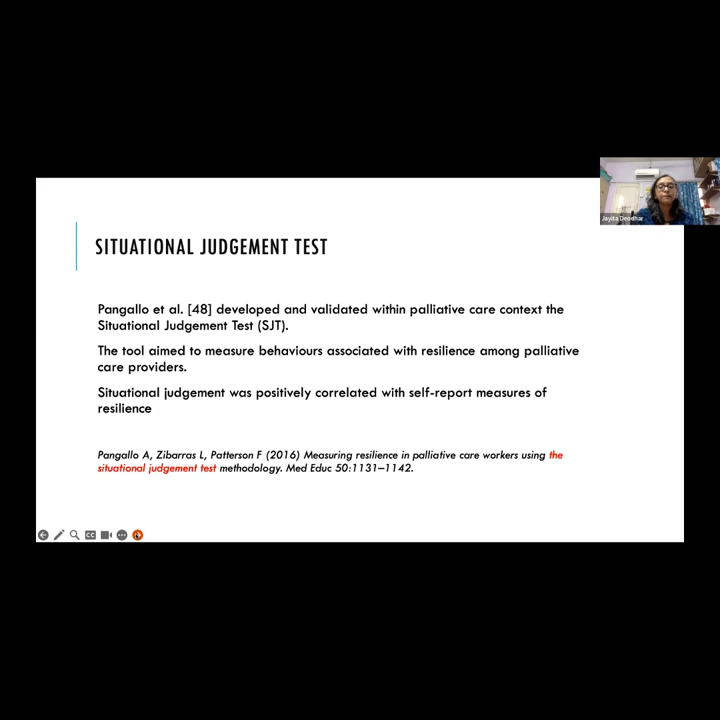 Jayita Deodhar
SITUATIONAL JUDGEMENT TEST
Pangallo et al. [48] developed and validated within palliative care context the
Situational Judgement Test (SJT).
The tool aimed to measure behaviours associated with resilience among palliative
care providers.
Situational judgement was positively correlated with self-report measures of
resilience
Pangallo A, Zibarras L, Patterson F (2016) Measuring resilience in palliative care workers using the
situational judgement test methodology. Med Educ 50:1131–1142.
CC